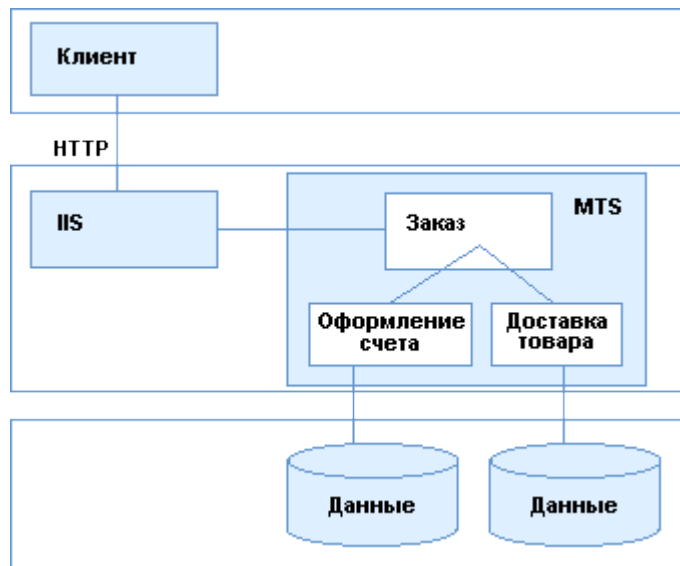 Клиент
HTTP
IIS
Заказ
MTS
Оформление
счета
Доставка
товара
Данные
Данные